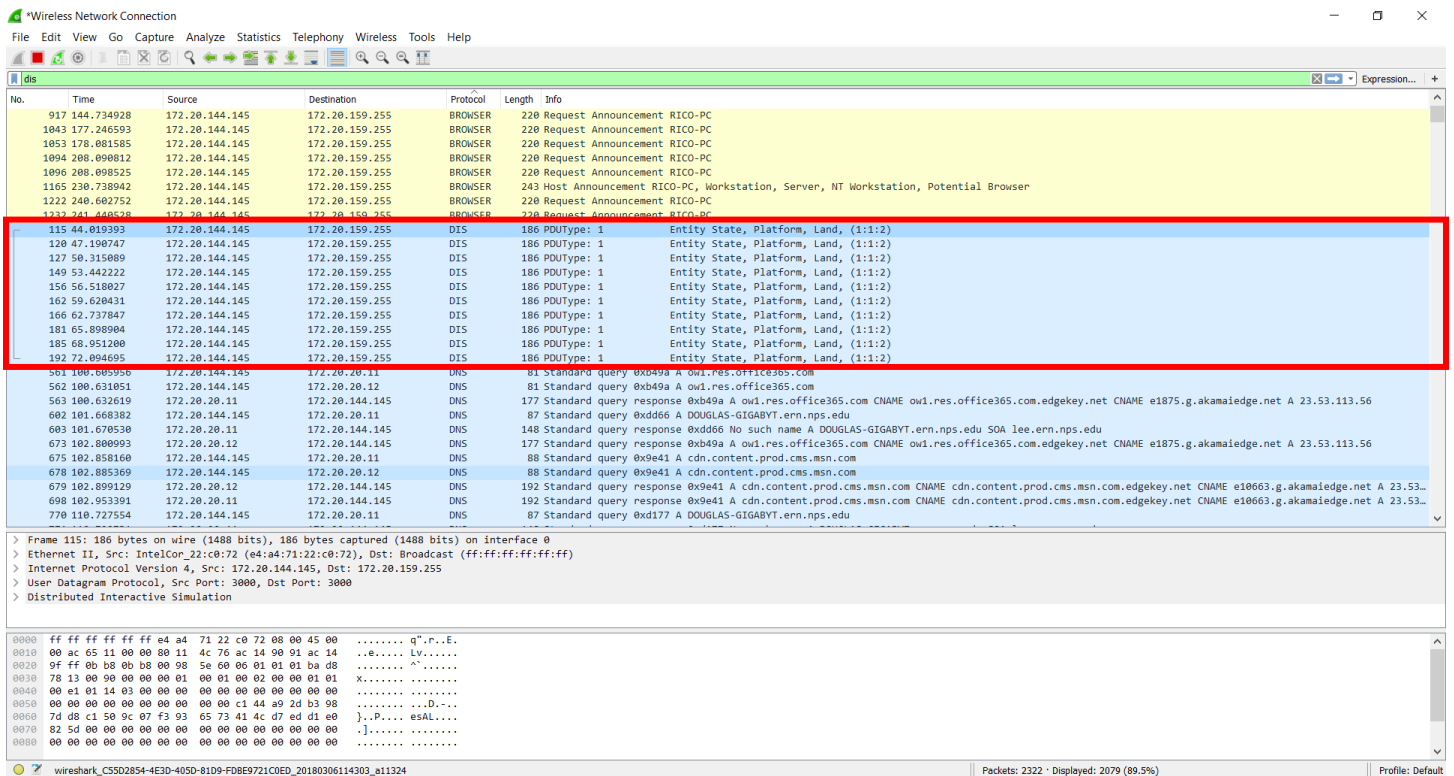 *Wireless Network Connection
File Edit View Go Capture Analyze Statistics Telephony Wireless Tools Help
dis Expression... +
No. Time Source Destination Protocol Length Info
917 144.734928 172.20.144.145 172.20.159.255 BROWSER 220 Request Announcement RICO-PC
1043 177.246593 172.20.144.145 172.20.159.255 BROWSER 220 Request Announcement RICO-PC
1053 178.081585 172.20.144.145 172.20.159.255 BROWSER 220 Request Announcement RICO-PC
1094 208.090812 172.20.144.145 172.20.159.255 BROWSER 220 Request Announcement RICO-PC
1096 208.098525 172.20.144.145 172.20.159.255 BROWSER 220 Request Announcement RICO-PC
1165 230.738942 172.20.144.145 172.20.159.255 BROWSER 243 Host Announcement RICO-PC, Workstation, Server, NT Workstation, Potential Browser
1222 240.602752 172.20.144.145 172.20.159.255 BROWSER 220 Request Announcement RICO-PC
1232 241.440528 172.20.144.145 172.20.159.255 BROWSER 220 Request Announcement RICO-PC
115 44.019393 172.20.144.145 172.20.159.255 DIS 186 PDUType: 1 Entity State, Platform, Land, (1:1:2)
120 47.190747 172.20.144.145 172.20.159.255 DIS 186 PDUType: 1 Entity State, Platform, Land, (1:1:2)
127 50.315089 172.20.144.145 172.20.159.255 DIS 186 PDUType: 1 Entity State, Platform, Land, (1:1:2)
149 53.442222 172.20.144.145 172.20.159.255 DIS 186 PDUType: 1 Entity State, Platform, Land, (1:1:2)
156 56.518027 172.20.144.145 172.20.159.255 DIS 186 PDUType: 1 Entity State, Platform, Land, (1:1:2)
162 59.620431 172.20.144.145 172.20.159.255 DIS 186 PDUType: 1 Entity State, Platform, Land, (1:1:2)
166 62.737847 172.20.144.145 172.20.159.255 DIS 186 PDUType: 1 Entity State, Platform, Land, (1:1:2)
181 65.898904 172.20.144.145 172.20.159.255 DIS 186 PDUType: 1 Entity State, Platform, Land, (1:1:2)
185 68.951200 172.20.144.145 172.20.159.255 DIS 186 PDUType: 1 Entity State, Platform, Land, (1:1:2)
192 72.094695 172.20.144.145 172.20.159.255 DIS 186 PDUType: 1 Entity State, Platform, Land, (1:1:2)
561 100.605956 172.20.144.145 172.20.20.11 DNS 81 Standard query 0xb49a A ow1.res.office365.com
562 100.631051 172.20.144.145 172.20.20.12 DNS 81 Standard query 0xb49a A ow1.res.office365.com
563 100.632619 172.20.20.11 172.20.144.145 DNS 177 Standard query response 0xb49a A ow1.res.office365.com CNAME ow1.res.office365.com.edgekey.net CNAME e1875.g.akamaiedge.net A 23.53.113.56
602 101.668382 172.20.144.145 172.20.20.11 DNS 87 Standard query 0xdd66 A DOUGLAS-GIGABYT.ern.nps.edu
603 101.670530 172.20.20.11 172.20.144.145 DNS 148 Standard query response 0xdd66 No such name A DOUGLAS-GIGABYT.ern.nps.edu SOA lee.ern.nps.edu
673 102.800993 172.20.20.12 172.20.144.145 DNS 177 Standard query response 0xb49a A ow1.res.office365.com CNAME ow1.res.office365.com.edgekey.net CNAME e1875.g.akamaiedge.net A 23.53.113.56
675 102.858160 172.20.144.145 172.20.20.11 DNS 88 Standard query 0x9e41 A cdn.content.prod.cms.msn.com
678 102.885369 172.20.144.145 172.20.20.12 DNS 88 Standard query 0x9e41 A cdn.content.prod.cms.msn.com
679 102.899129 172.20.20.12 172.20.144.145 DNS 192 Standard query response 0x9e41 A cdn.content.prod.cms.msn.com CNAME cdn.content.prod.cms.msn.com.edgekey.net CNAME e10663.g.akamaiedge.net A 23.53…
698 102.953391 172.20.20.11 172.20.144.145 DNS 192 Standard query response 0x9e41 A cdn.content.prod.cms.msn.com CNAME cdn.content.prod.cms.msn.com.edgekey.net CNAME e10663.g.akamaiedge.net A 23.53…
770 110.727554 172.20.144.145 172.20.20.11 DNS 87 Standard query 0xd177 A DOUGLAS-GIGABYT.ern.nps.edu
> Frame 115: 186 bytes on wire (1488 bits), 186 bytes captured (1488 bits) on interface 0
> Ethernet II, Src: IntelCor_22:c0:72 (e4:a4:71:22:c0:72), Dst: Broadcast (ff:ff:ff:ff:ff:ff)
> Internet Protocol Version 4, Src: 172.20.144.145, Dst: 172.20.159.255
> User Datagram Protocol, Src Port: 3000, Dst Port: 3000
> Distributed Interactive Simulation
0000 ff ff ff ff ff ff e4 a4 71 22 c0 72 08 00 45 00 ........ q".r..E.
0010 00 ac 65 11 00 00 80 11 4c 76 ac 14 90 91 ac 14 ..e..... Lv......
0020 9f ff 0b b8 0b b8 00 98 5e 60 06 01 01 01 ba d8 ........ ^`......
0030 78 13 00 90 00 00 00 01 00 01 00 02 00 00 01 01 x....... ........
0040 00 e1 01 14 03 00 00 00 00 00 00 00 00 00 00 00 ........ ........
0050 00 00 00 00 00 00 00 00 00 00 c1 44 a9 2d b3 98 ........ ...D.-..
0060 7d d8 c1 50 9c 07 f3 93 65 73 41 4c d7 ed d1 e0 }..P.... esAL....
0070 82 5d 00 00 00 00 00 00 00 00 00 00 00 00 00 00 .]...... ........
0080 00 00 00 00 00 00 00 00 00 00 00 00 00 00 00 00 ........ ........
wireshark_C55D2854-4E3D-405D-81D9-FDBE9721C0ED_20180306114303_a11324 Packets: 2322 · Displayed: 2079 (89.5%) Profile: Default